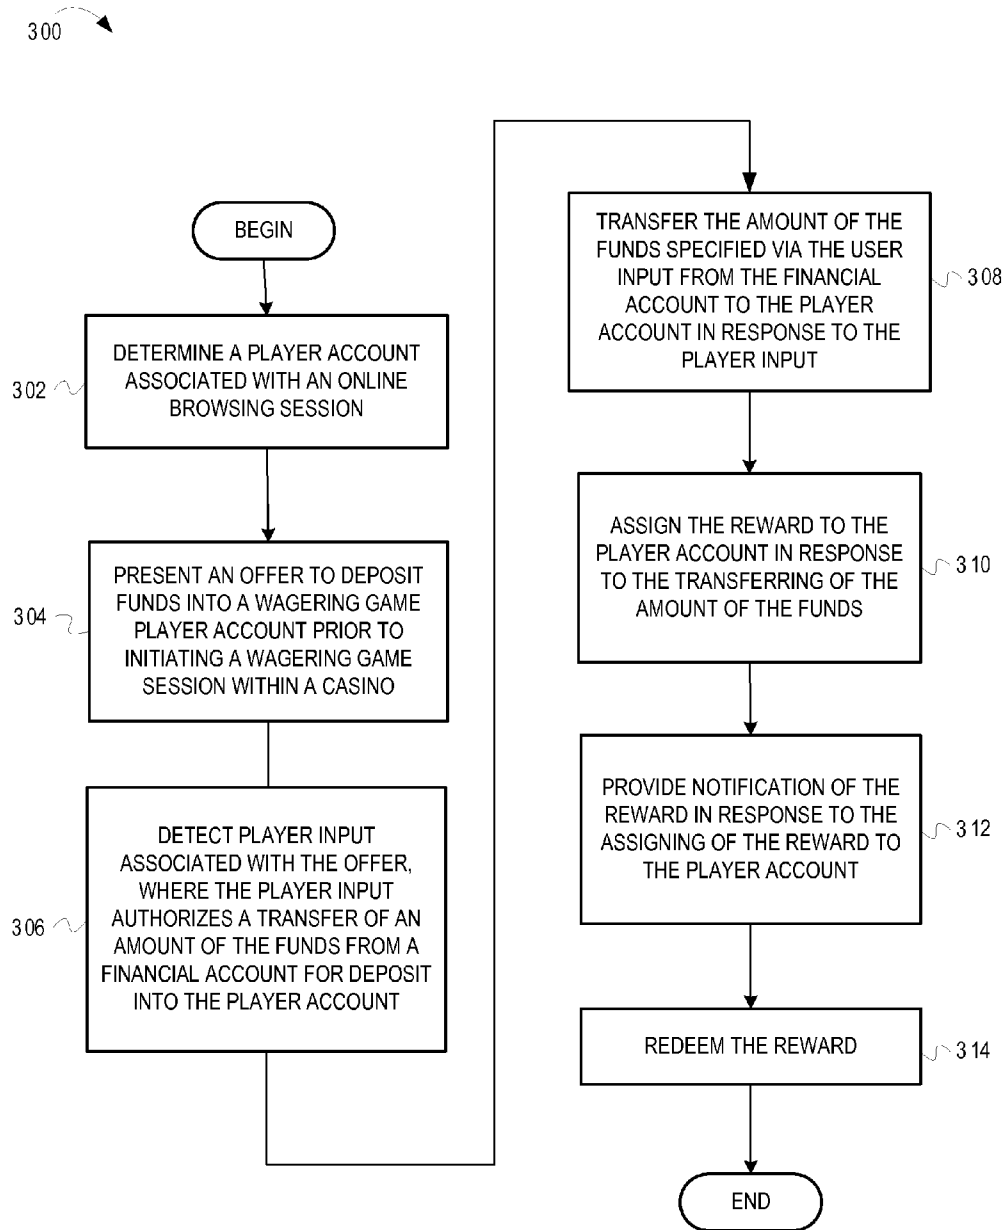 300
BEGIN
302
DETERMINE A PLAYER ACCOUNT
ASSOCIATED WITH AN ONLINE
BROWSING SESSION
304
PRESENT AN OFFER TO DEPOSIT
FUNDS INTO A WAGERING GAME
PLAYER ACCOUNT PRIOR TO
INITIATING A WAGERING GAME
SESSION WITHIN A CASINO
306
DETECT PLAYER INPUT
ASSOCIATED WITH THE OFFER,
WHERE THE PLAYER INPUT
AUTHORIZES A TRANSFER OF AN
AMOUNT OF THE FUNDS FROM A
FINANCIAL ACCOUNT FOR DEPOSIT
INTO THE PLAYER ACCOUNT
TRANSFER THE AMOUNT OF THE
FUNDS SPECIFIED VIA THE USER
INPUT FROM THE FINANCIAL
ACCOUNT TO THE PLAYER
ACCOUNT IN RESPONSE TO THE
PLAYER INPUT
308
ASSIGN THE REWARD TO THE
PLAYER ACCOUNT IN RESPONSE
TO THE TRANSFERRING OF THE
AMOUNT OF THE FUNDS
310
PROVIDE NOTIFICATION OF THE
REWARD IN RESPONSE TO THE
ASSIGNING OF THE REWARD TO
THE PLAYER ACCOUNT
312
REDEEM THE REWARD
314
END